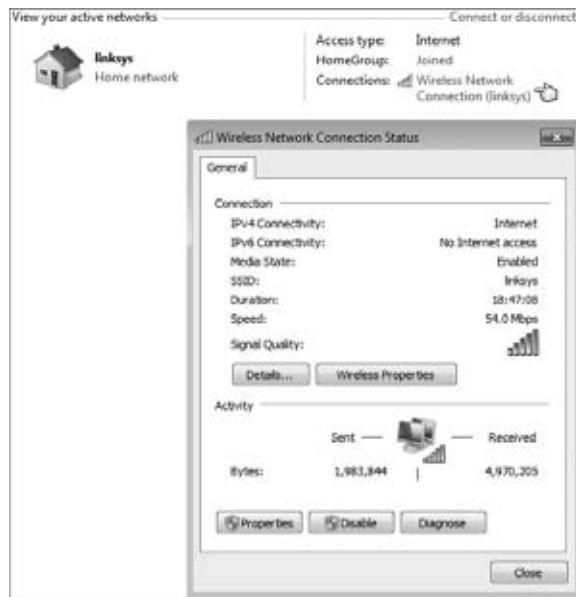 View your active networks
Connect or disconnect
linksys
Home network
Access type: Internet
HomeGroup: Joined
Connections: Wireless Network
Connection (linksys)
Wireless Network Connection Status
General
Connection
IPv4 Connectivity: Internet
IPv6 Connectivity: No Internet access
Media State: Enabled
SSID: linksys
Duration: 18:47:08
Speed: 54.0 Mbps
Signal Quality:
Details... Wireless Properties
Activity
Sent Received
Bytes: 1,983,844 4,970,205
Properties Disable Diagnose
Close